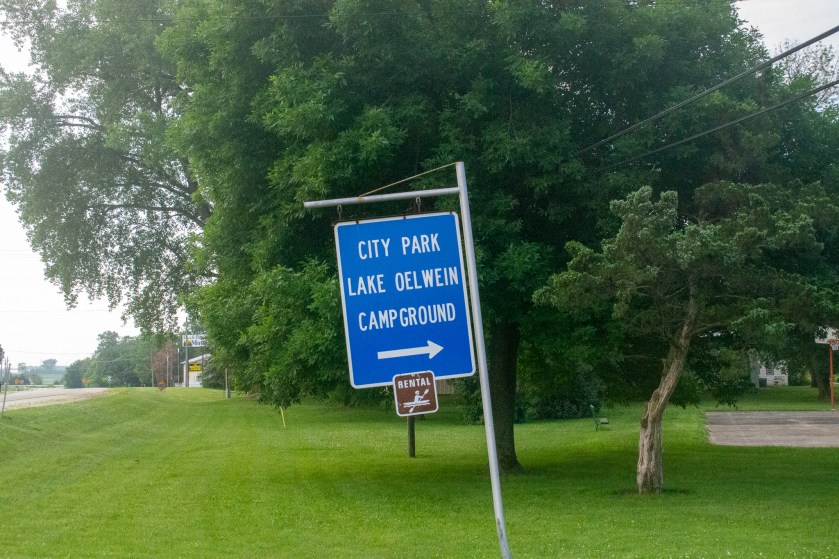 CITY PARK
LAKE OELWEIN
CAMPGROUND
RENTAL